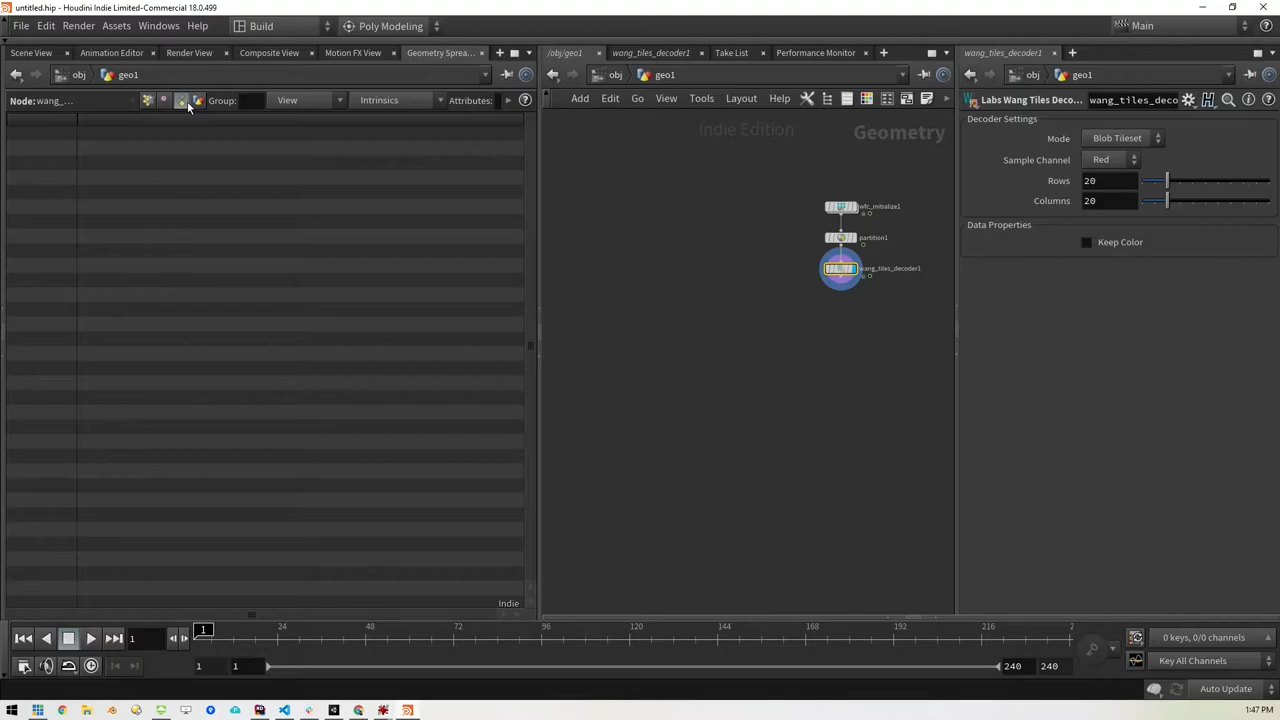 untitled.hip - Houdini Indie Limited-Commercial 18.0.499
File Edit Render Assets Windows Help Build Poly Modeling Main
Scene View Animation Editor Render View Composite View Motion FX View Geometry Sprea...
/obj/geo1 wang_tiles_decoder1 Take List Performance Monitor
wang_tiles_decoder1
obj geo1
obj geo1
obj geo1
Node: wang_... Group: View Intrinsics Attributes:
Add Edit Go View Tools Layout Help
Labs Wang Tiles Deco... wang_tiles_deco
Indie Edition Geometry
wfc_initialize1
partition1
wang_tiles_decoder1
Decoder Settings
Mode Blob Tileset
Sample Channel Red
Rows 20
Columns 20
Data Properties
Keep Color
Indie
1 1 24 48 72 96 120 144 168 192 216 2
0 keys, 0/0 channels
1 1 240 240
Key All Channels
Auto Update
1:47 PM